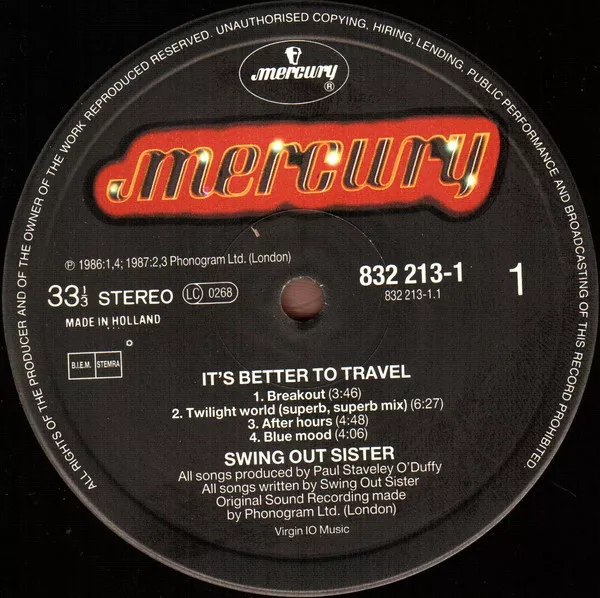 ALL RIGHTS OF THE PRODUCER AND OF THE OWNER OF THE WORK REPRODUCED RESERVED. UNAUTHORISED COPYING, HIRING, LENDING, PUBLIC PERFORMANCE AND BROADCASTING OF THIS RECORD PROHIBITED
mercury ®
mercury
℗ 1986:1,4; 1987:2,3 Phonogram Ltd. (London)
33 1/3 STEREO LC 0268
MADE IN HOLLAND
832 213-1 1
832 213-1.1
B.I.E.M. STEMRA
IT'S BETTER TO TRAVEL
1. Breakout (3:46)
2. Twilight world (superb, superb mix) (6:27)
3. After hours (4:48)
4. Blue mood (4:06)
SWING OUT SISTER
All songs produced by Paul Staveley O'Duffy
All songs written by Swing Out Sister
Original Sound Recording made
by Phonogram Ltd. (London)
Virgin IO Music